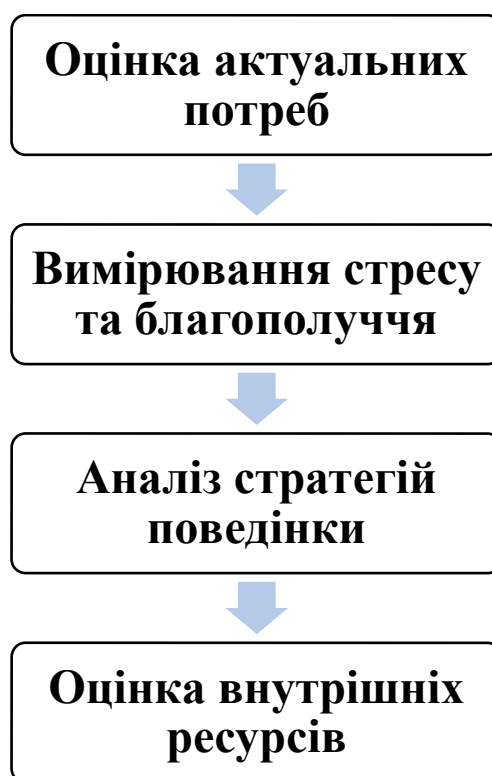 Оцінка актуальних
потреб
Вимірювання стресу
та благополуччя
Аналіз стратегій
поведінки
Оцінка внутрішніх
ресурсів